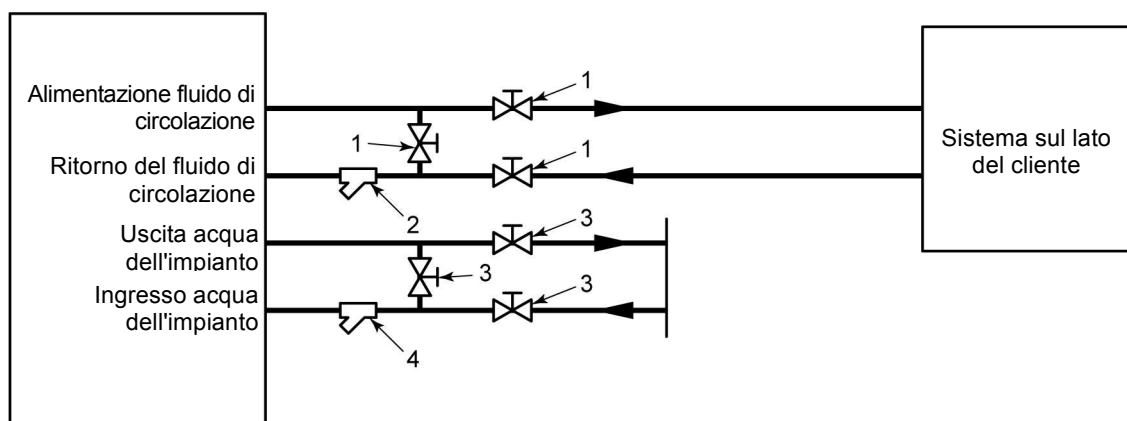 Alimentazione fluido di
circolazione
1
1
Sistema sul lato
del cliente
Ritorno del fluido di
circolazione
1
2
Uscita acqua
dell'impianto
3
3
Ingresso acqua
dell'impianto
3
4